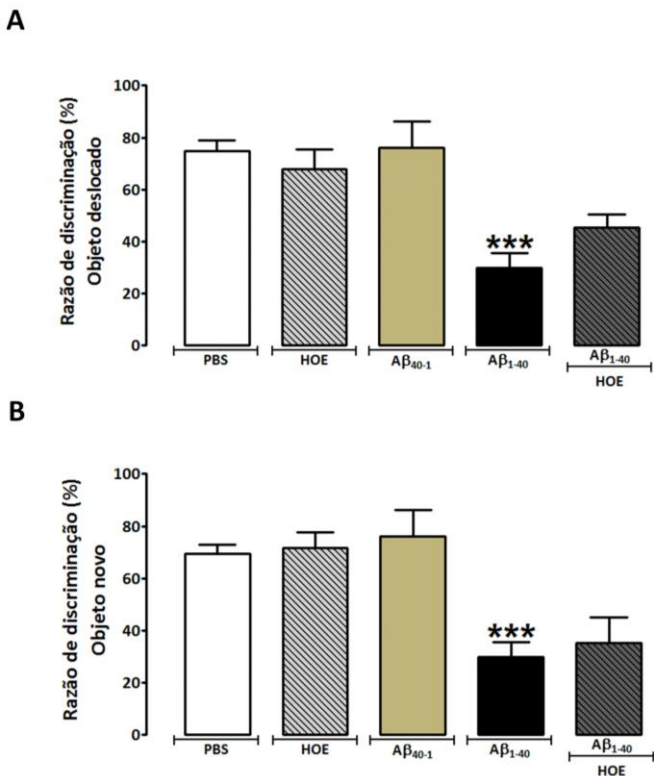 A
Razão de discriminação (%)
Objeto deslocado
100
80
60
40
20
0
***
PBS
HOE
Aβ40-1
Aβ1-40
Aβ1-40
HOE
B
Razão de discriminação (%)
Objeto novo
100
80
60
40
20
0
***
PBS
HOE
Aβ40-1
Aβ1-40
Aβ1-40
HOE